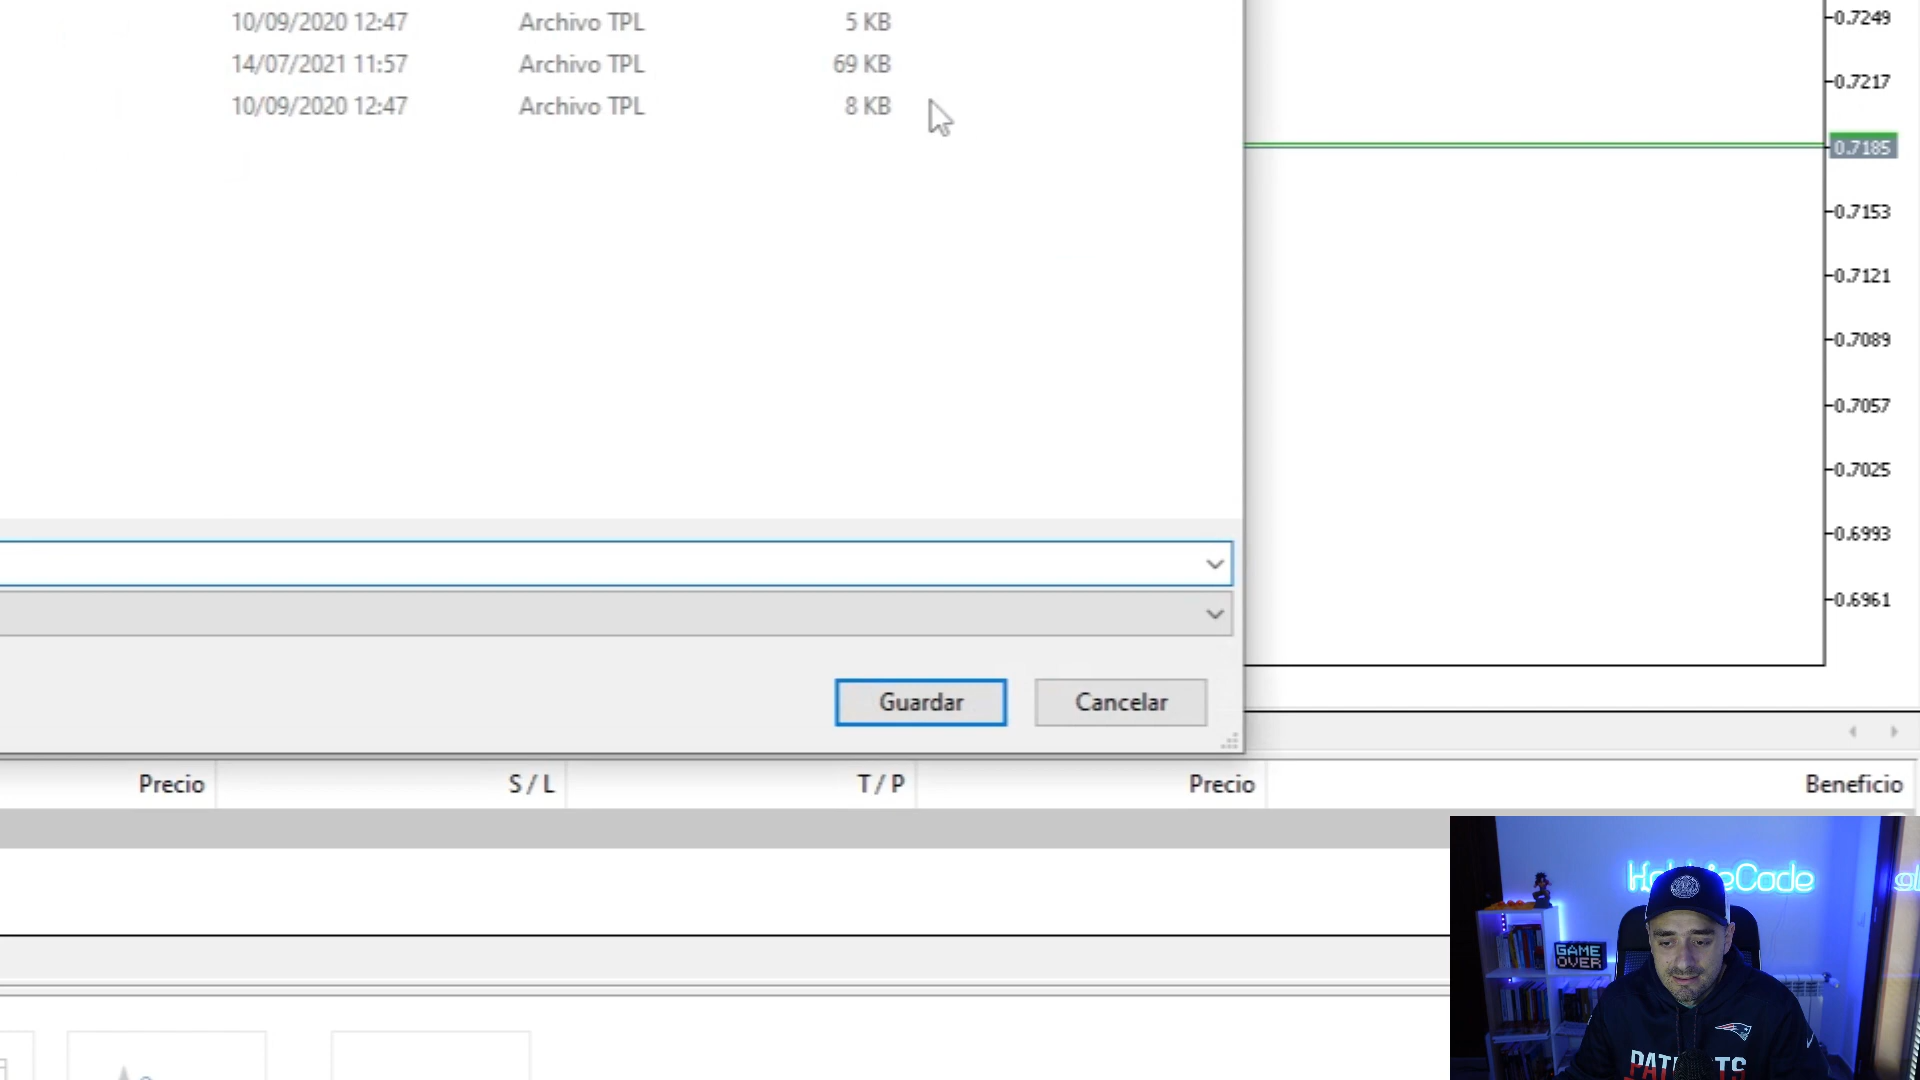 10/09/2020 12:47 Archivo TPL 5 KB
14/07/2021 11:57 Archivo TPL 69 KB
10/09/2020 12:47 Archivo TPL 8 KB
0.7249
0.7217
0.7185
0.7153
0.7121
0.7089
0.7057
0.7025
0.6993
0.6961
Guardar Cancelar
Precio S / L T / P Precio Beneficio
GAME
OVER